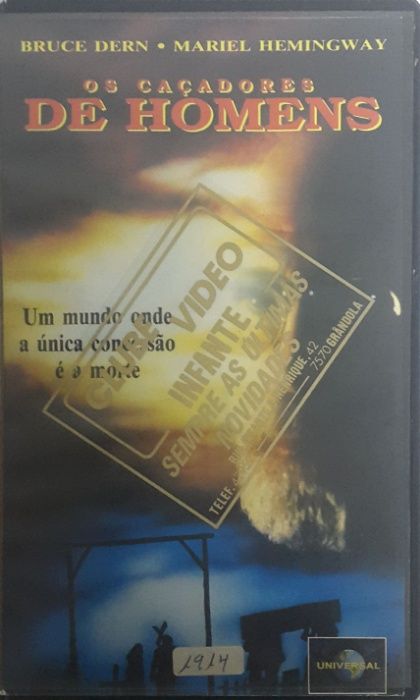 BRUCE DERN • MARIEL HEMINGWAY
OS CAÇADORES
DE HOMENS
Um mundo onde
a única
é a morte
CLUBE VIDEO
INFANTE
SEMPRE AS ÚLTIMAS
NOVIDADES
42
TELEF.
7570 GRÂNDOLA
1914
UNIVERSAL